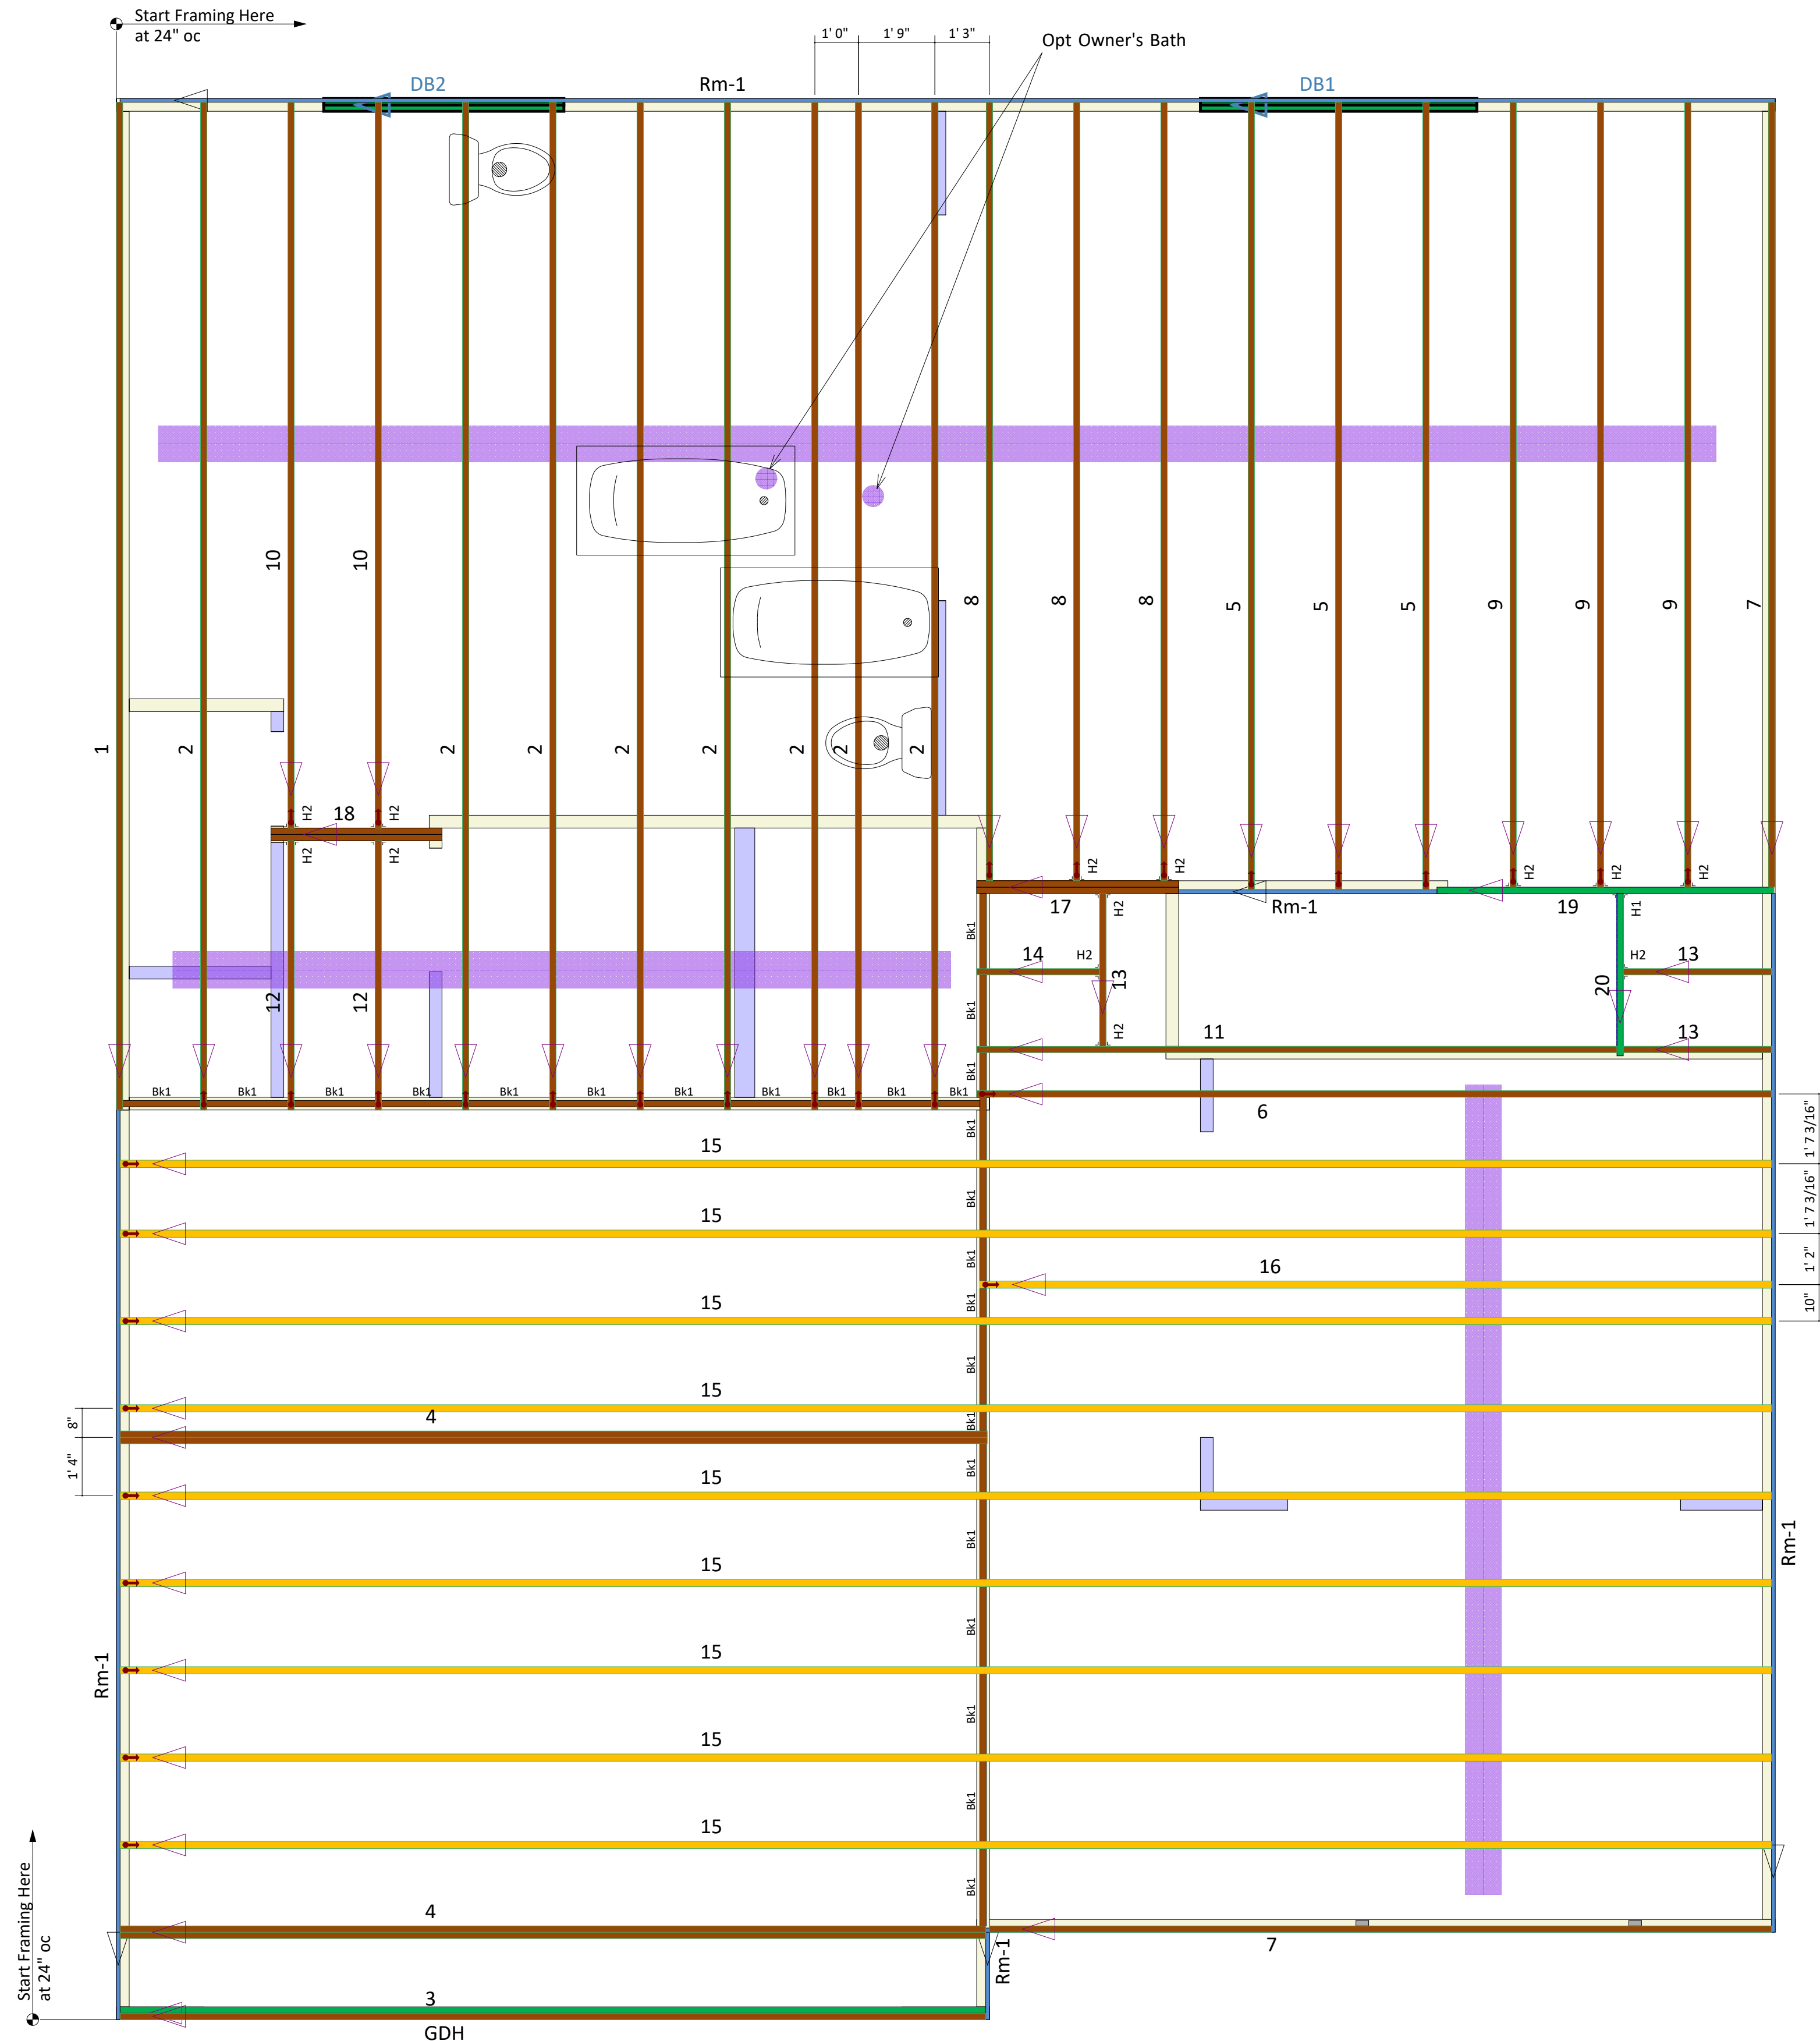 Start Framing Here
at 24" oc
1' 0"
1' 9"
1' 3"
Opt Owner's Bath
DB2
Rm-1
DB1
10
10
8
8
8
5
5
5
9
9
9
7
1
2
2
2
2
2
2
2
2
H2
18
H2
H2
H2
H2
H2
H2
H2
H2
17
H2
Rm-1
19
H1
Bk1
14
H2
13
H2
13
20
12
12
Bk1
H2
11
13
Bk1
Bk1
Bk1
Bk1
Bk1
Bk1
Bk1
Bk1
Bk1
Bk1
Bk1
Bk1
6
Bk1
1' 7 3/16"
15
Bk1
15
1' 7 3/16"
Bk1
16
1' 2"
15
Bk1
10"
Bk1
15
8"
4
Bk1
1' 4"
Bk1
15
Bk1
Rm-1
15
Bk1
15
Rm-1
Bk1
15
Bk1
15
Bk1
4
Rm-1
7
Start Framing Here
at 24" oc
3
GDH